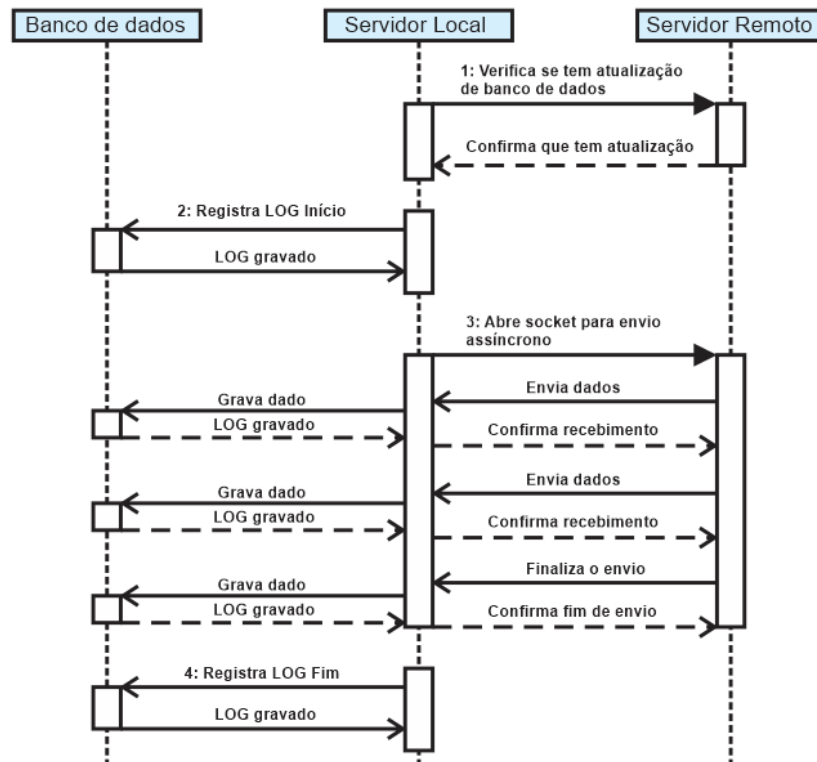 Banco de dados
Servidor Local
Servidor Remoto
1: Verifica se tem atualização
de banco de dados
Confirma que tem atualização
2: Registra LOG Início
LOG gravado
3: Abre socket para envio
assíncrono
Envia dados
Grava dado
LOG gravado
Confirma recebimento
Envia dados
Grava dado
LOG gravado
Confirma recebimento
Finaliza o envio
Grava dado
LOG gravado
Confirma fim de envio
4: Registra LOG Fim
LOG gravado